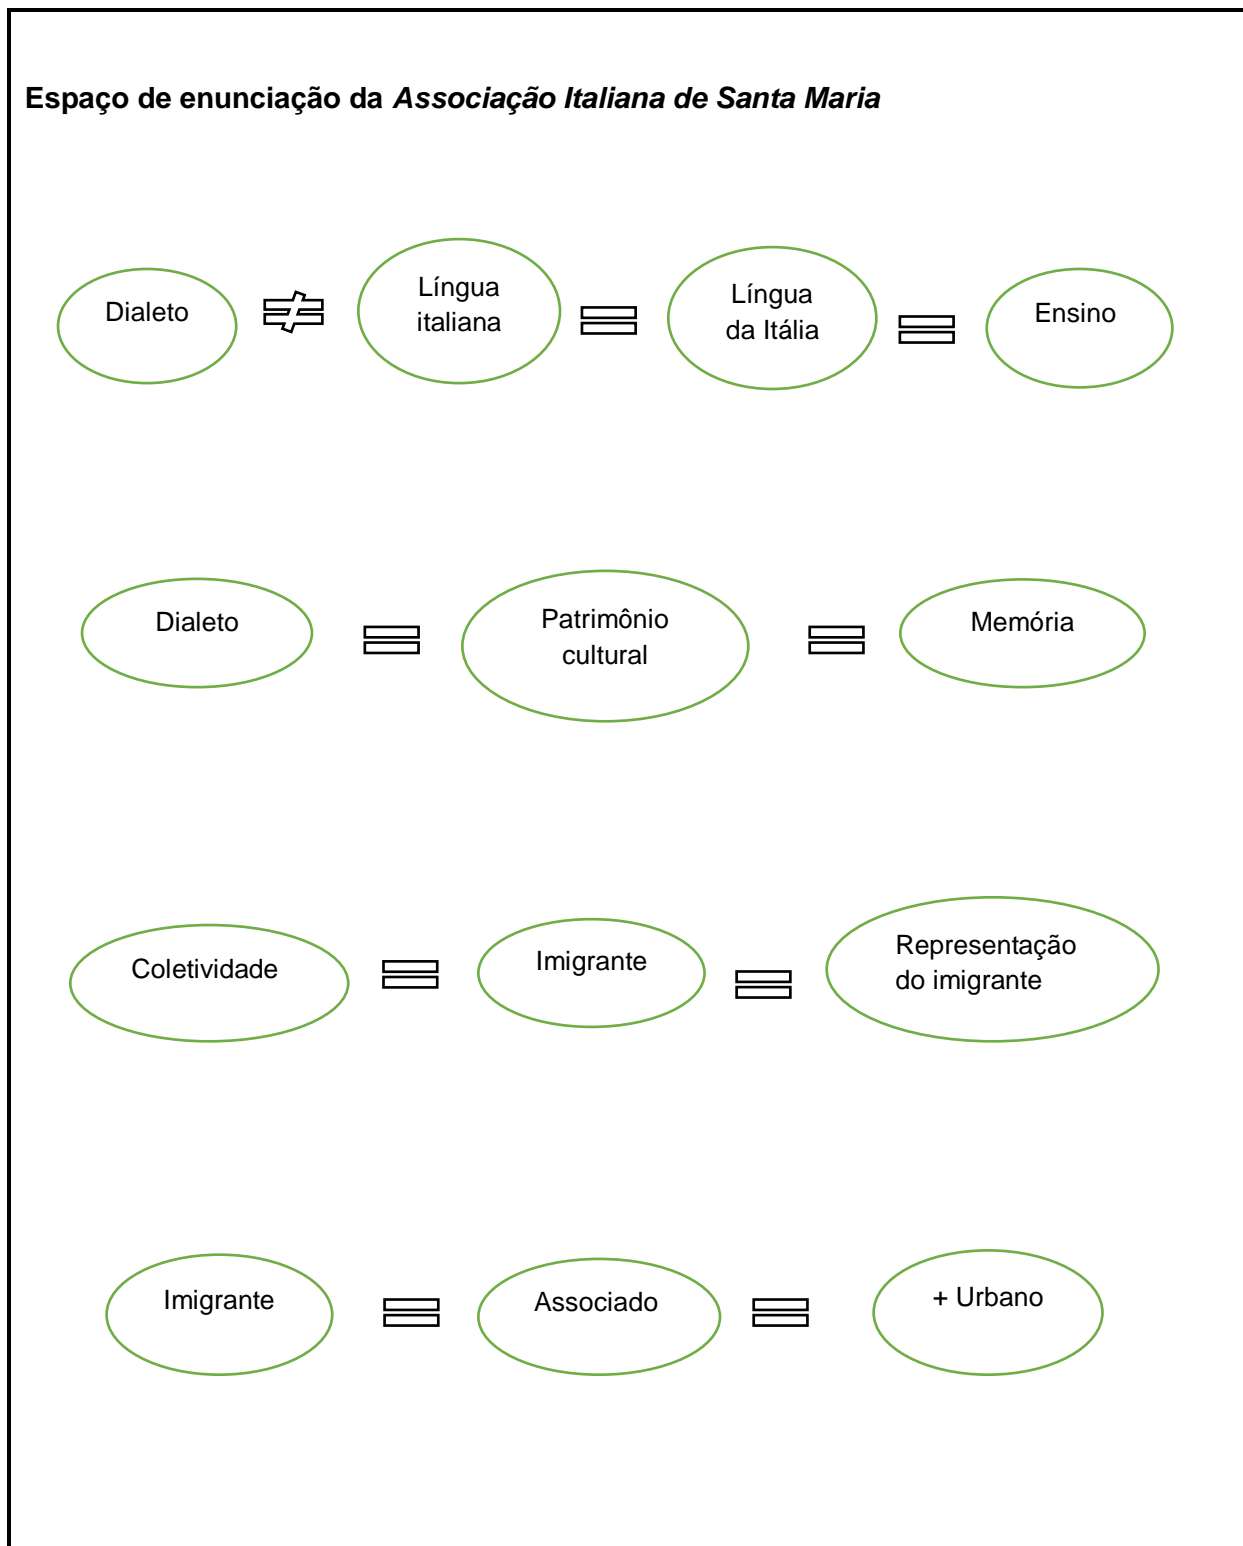 Espaço de enunciação da Associação Italiana de Santa Maria
Dialeto ≠ Língua italiana = Língua da Itália = Ensino
Dialeto = Patrimônio cultural = Memória
Coletividade = Imigrante = Representação do imigrante
Imigrante = Associado = + Urbano